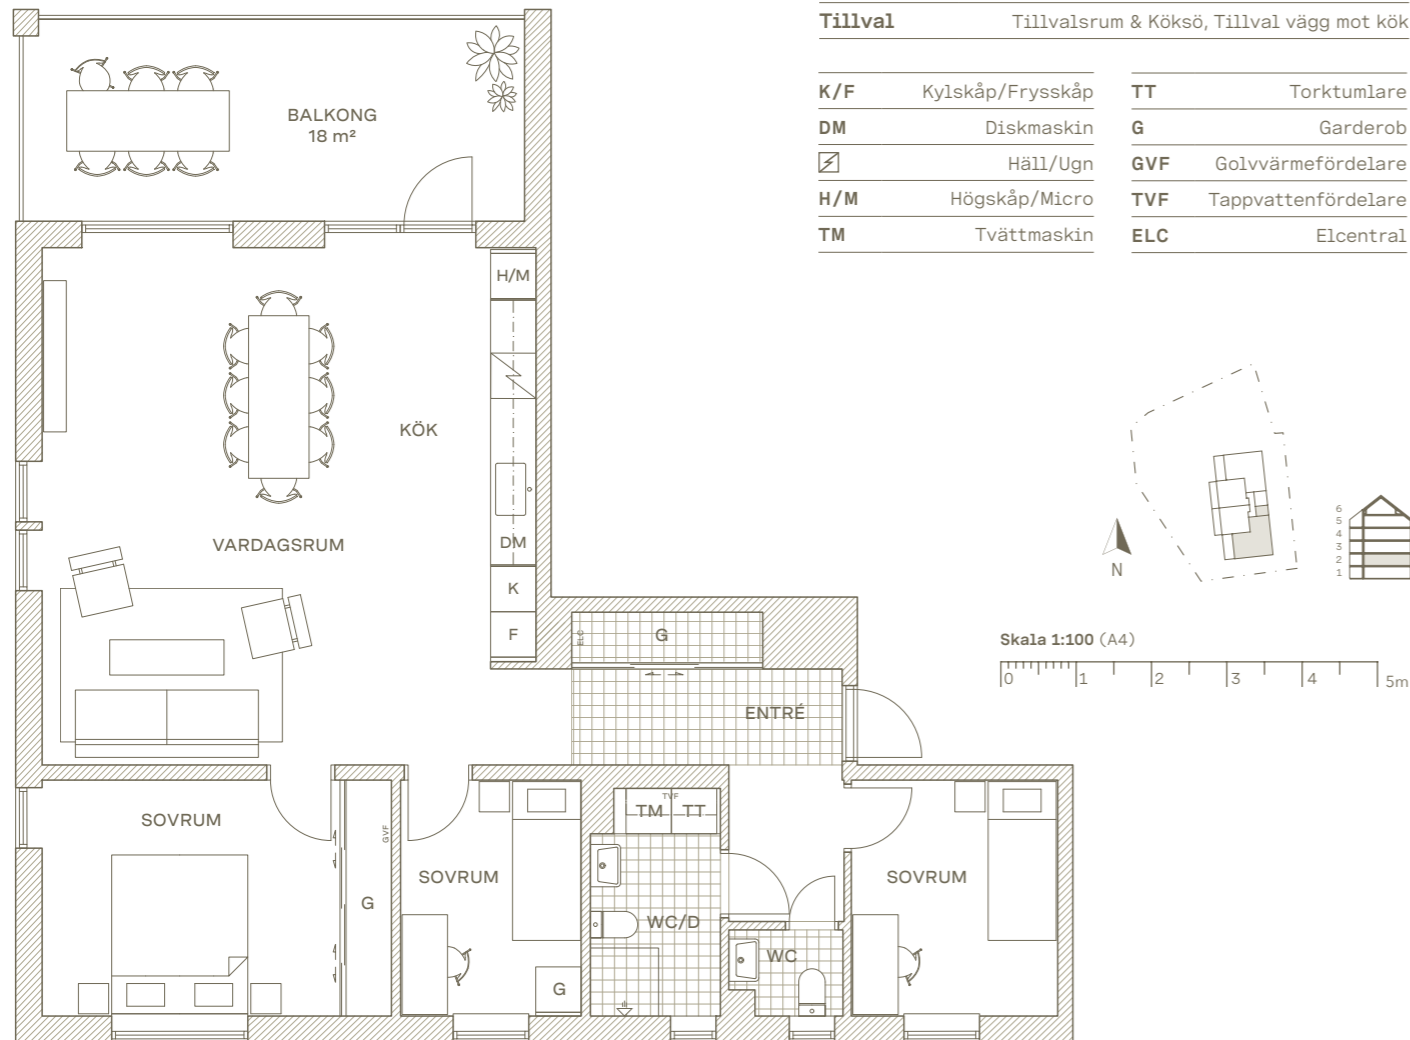 Tillval Tillvalsrum & Köksö, Tillval vägg mot kök
K/F Kylskåp/Frysskåp
DM Diskmaskin
Häll/Ugn
H/M Högskåp/Micro
TM Tvättmaskin
TT Torktumlare
G Garderob
GVF Golvvärmefördelare
TVF Tappvattenfördelare
ELC Elcentral
BALKONG
18 m²
H/M
KÖK
VARDAGSRUM
DM
K
F
ELC
G
ENTRÉ
SOVRUM
GVF
G
SOVRUM
G
TVF
TM TT
WC/D
WC
SOVRUM
N
6
5
4
3
2
1
Skala 1:100 (A4)
0 1 2 3 4 5m